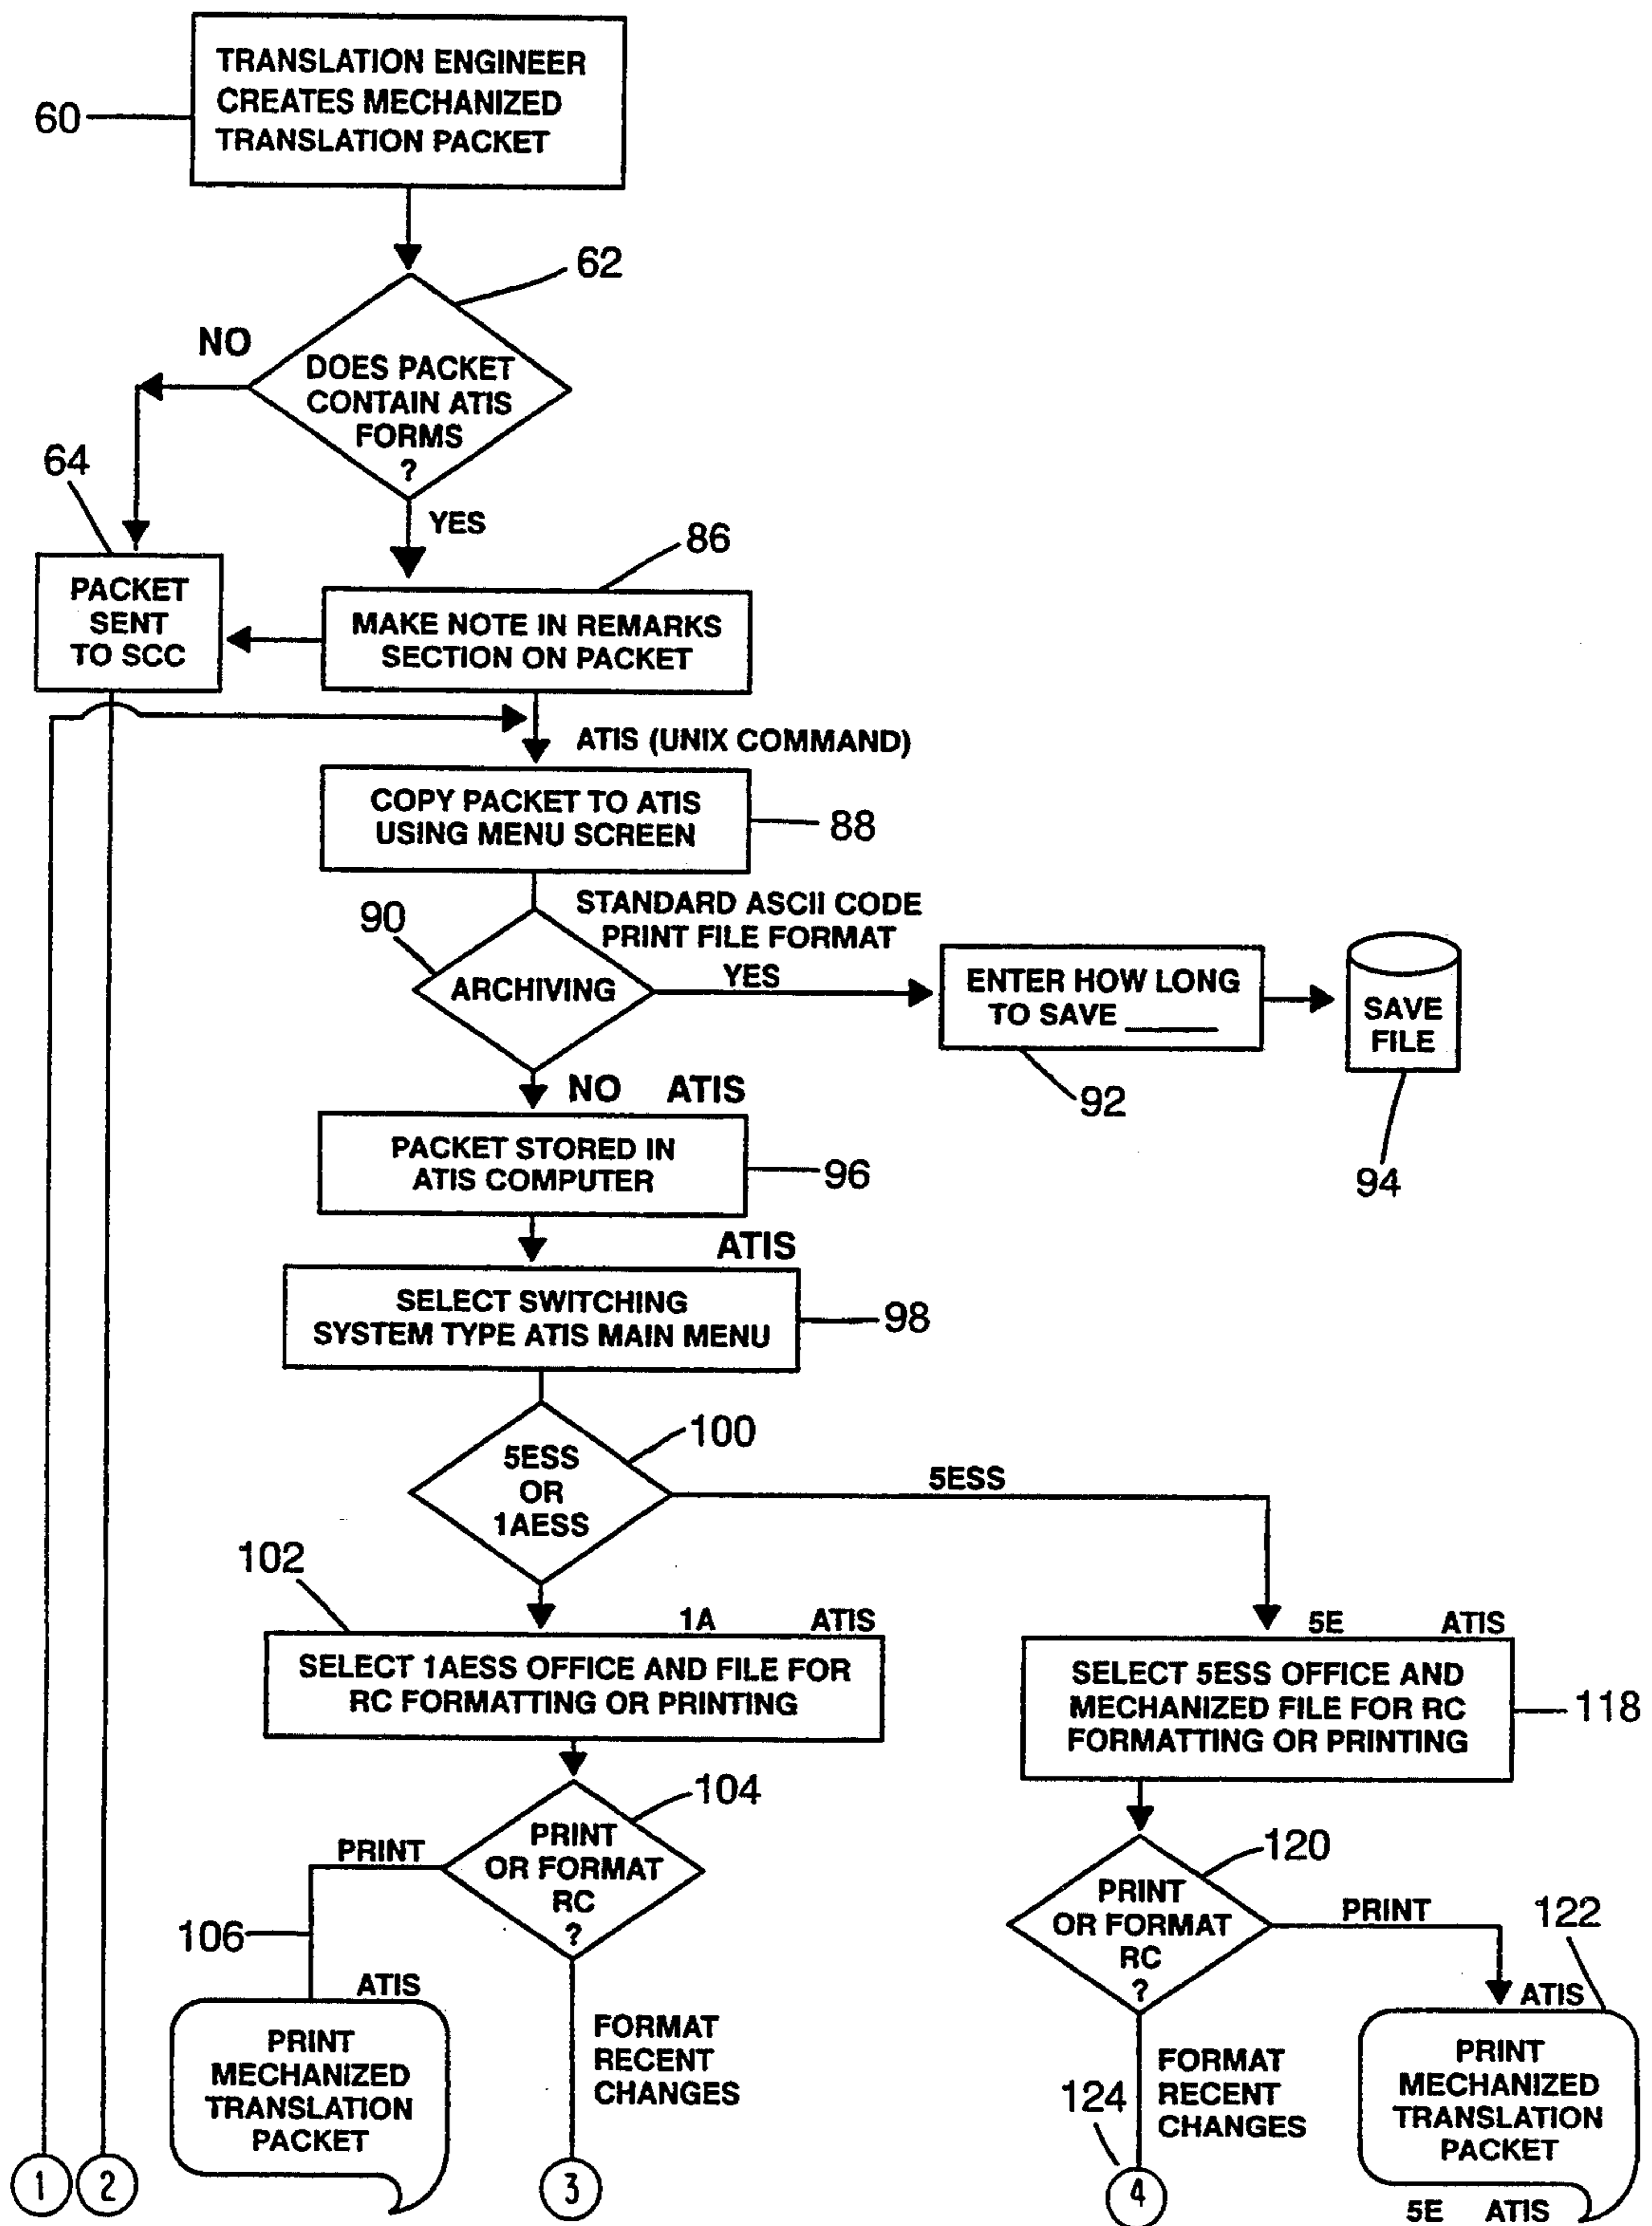 TRANSLATION ENGINEER
CREATES MECHANIZED
TRANSLATION PACKET
60
62
NO
DOES PACKET
CONTAIN ATIS
FORMS
?
64
YES
86
PACKET
SENT
TO SCC
MAKE NOTE IN REMARKS
SECTION ON PACKET
ATIS (UNIX COMMAND)
COPY PACKET TO ATIS
USING MENU SCREEN
88
STANDARD ASCII CODE
PRINT FILE FORMAT
90
ARCHIVING
YES
ENTER HOW LONG
TO SAVE ______
92
SAVE
FILE
94
NO ATIS
PACKET STORED IN
ATIS COMPUTER
96
ATIS
SELECT SWITCHING
SYSTEM TYPE ATIS MAIN MENU
98
100
5ESS
OR
1AESS
5ESS
102
1A ATIS
SELECT 1AESS OFFICE AND FILE FOR
RC FORMATTING OR PRINTING
5E ATIS
SELECT 5ESS OFFICE AND
MECHANIZED FILE FOR RC
FORMATTING OR PRINTING
118
104
PRINT
OR FORMAT
RC
?
PRINT
106
ATIS
PRINT
MECHANIZED
TRANSLATION
PACKET
FORMAT
RECENT
CHANGES
120
PRINT
OR FORMAT
RC
?
PRINT
122
ATIS
PRINT
MECHANIZED
TRANSLATION
PACKET
5E ATIS
124
FORMAT
RECENT
CHANGES
1
2
3
4